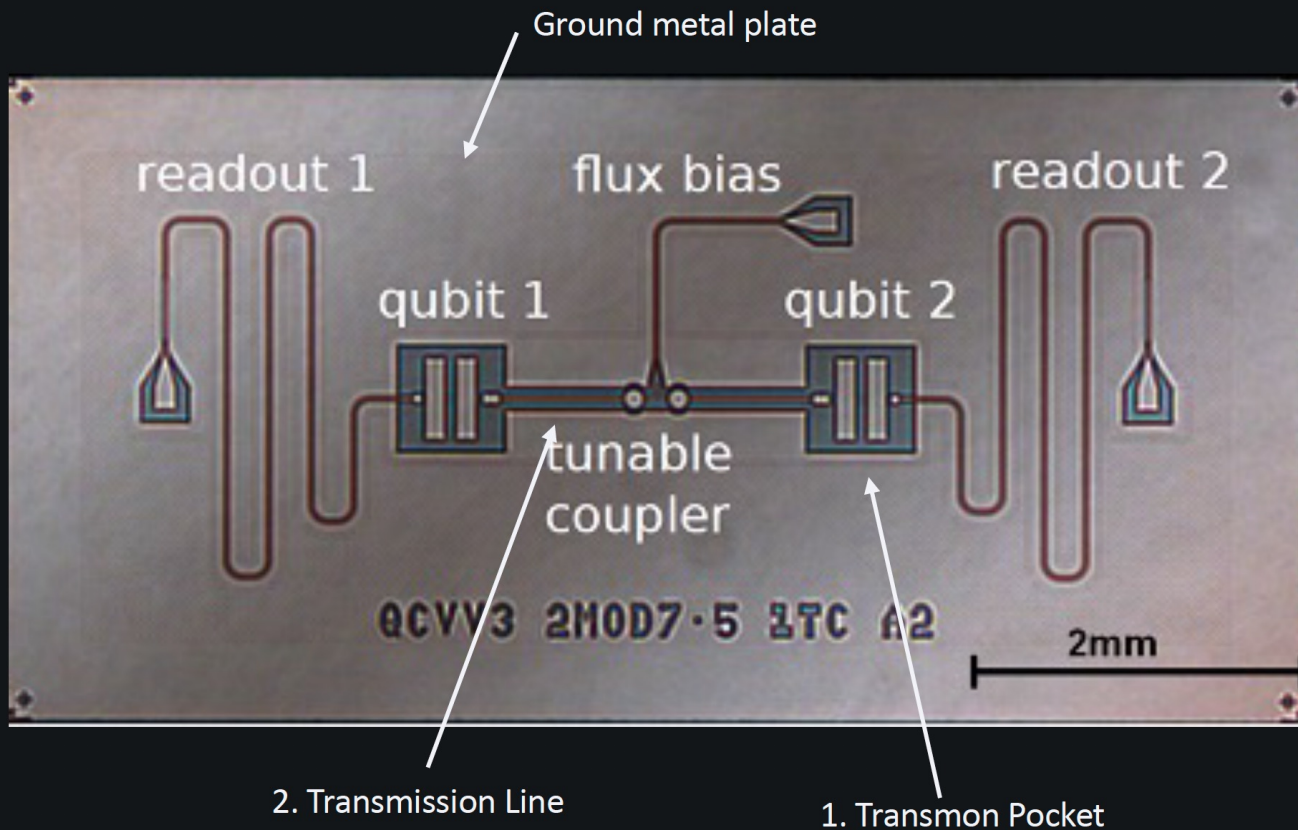 Ground metal plate
readout 1
flux bias
readout 2
qubit 1
qubit 2
tunable
coupler
QCVV3 2MOD7·5 1TC A2
2mm
2. Transmission Line
1. Transmon Pocket